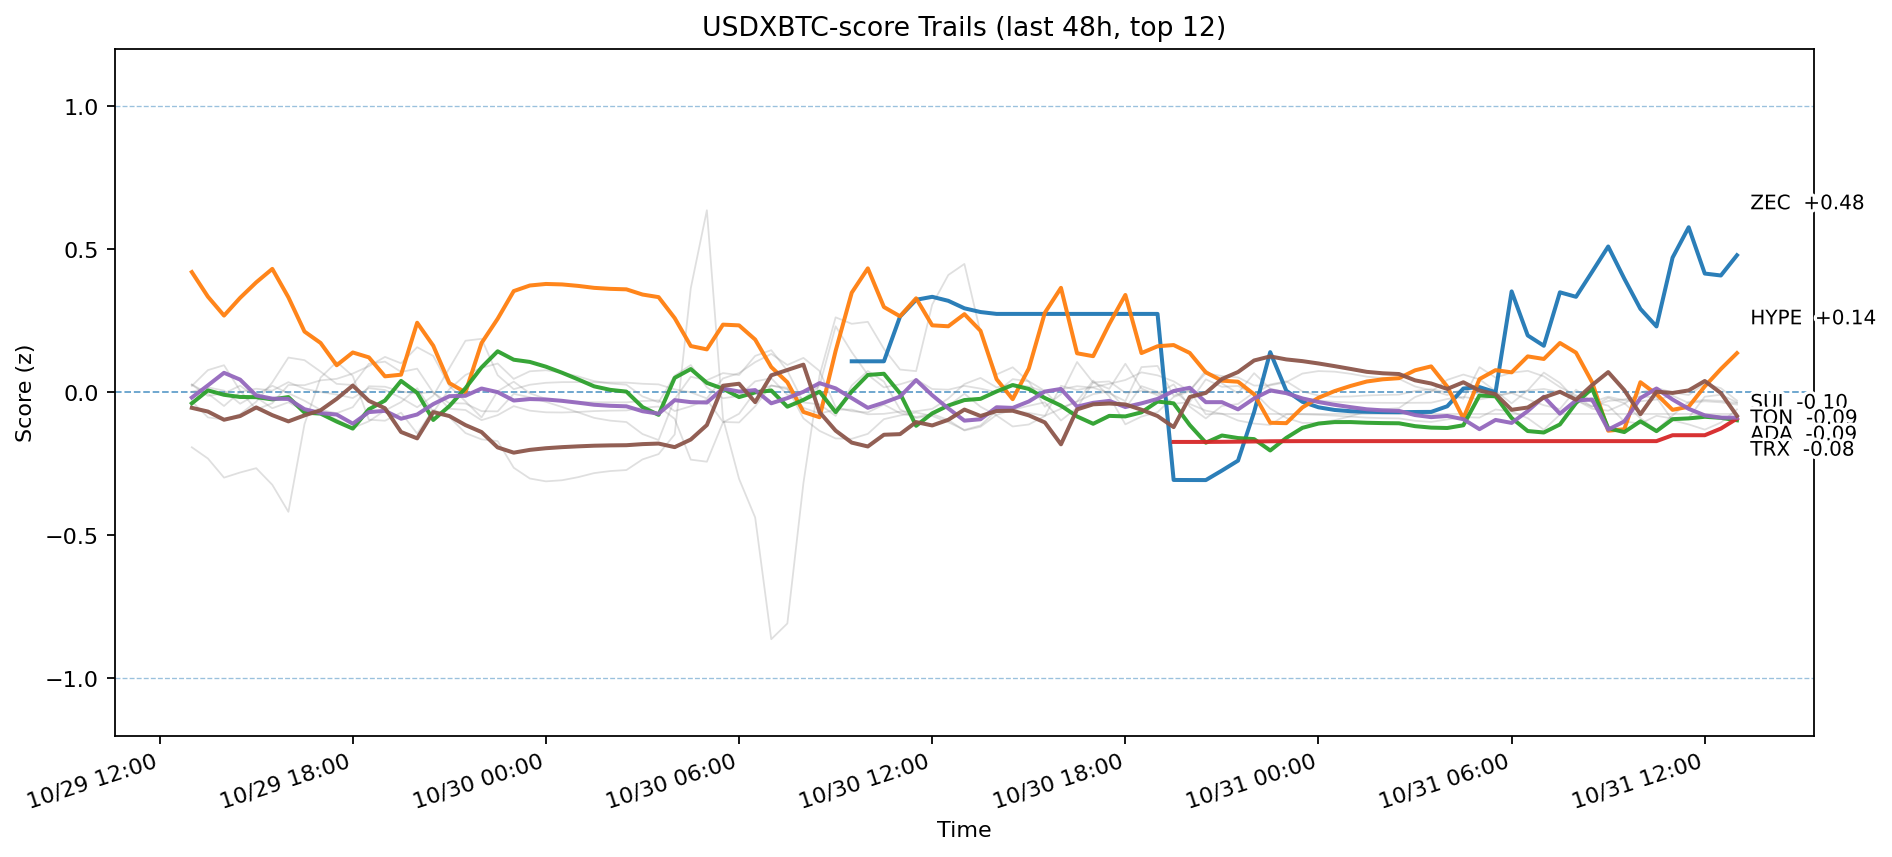 USDXBTC-score Trails (last 48h, top 12)
1.0
0.5
0.0
−0.5
−1.0
Score (z)
ZEC +0.48
HYPE +0.14
SUI -0.10
TON -0.09
ADA -0.09
TRX -0.08
10/29 12:00
10/29 18:00
10/30 00:00
10/30 06:00
10/30 12:00
10/30 18:00
10/31 00:00
10/31 06:00
10/31 12:00
Time